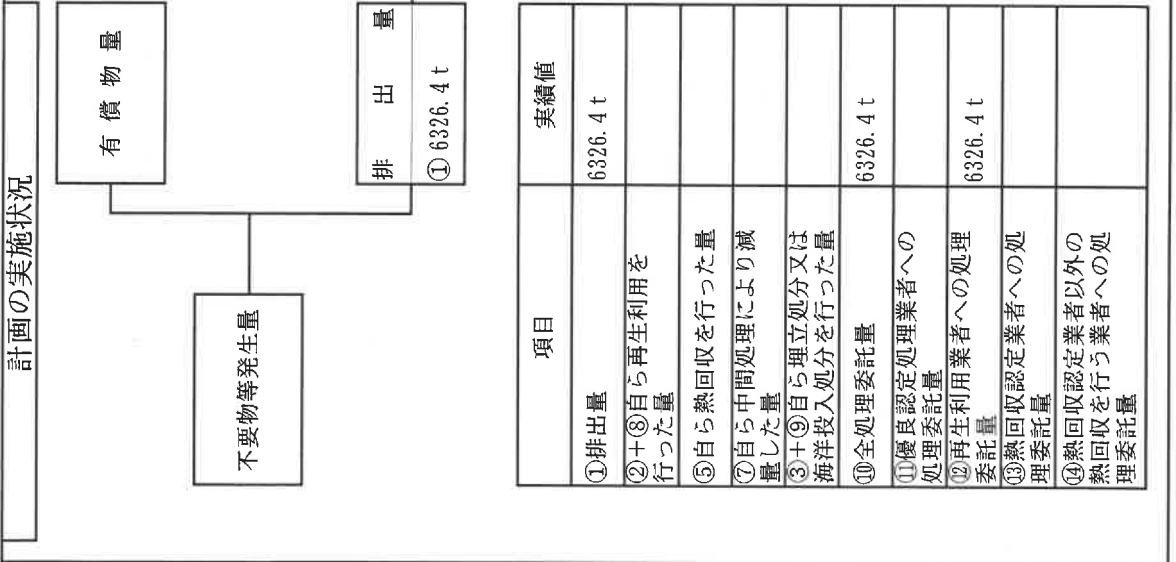 計画の実施状況
有償物量
不要物等発生量
排出量
① 6326.4 t
項目 実績値
①排出量 6326.4 t
②+⑧自ら再生利用を
行った量
⑤自ら熱回収を行った量
⑦自ら中間処理により減
量した量
③+⑨自ら埋立処分又は
海洋投入処分を行った量
⑩全処理委託量 6326.4 t
⑪優良認定処理業者への
処理委託量
⑫再生利用業者への処理
委託量 6326.4 t
⑬熱回収認定業者への処
理委託量
⑭熱回収認定業者以外の
熱回収を行う業者への処
理委託量